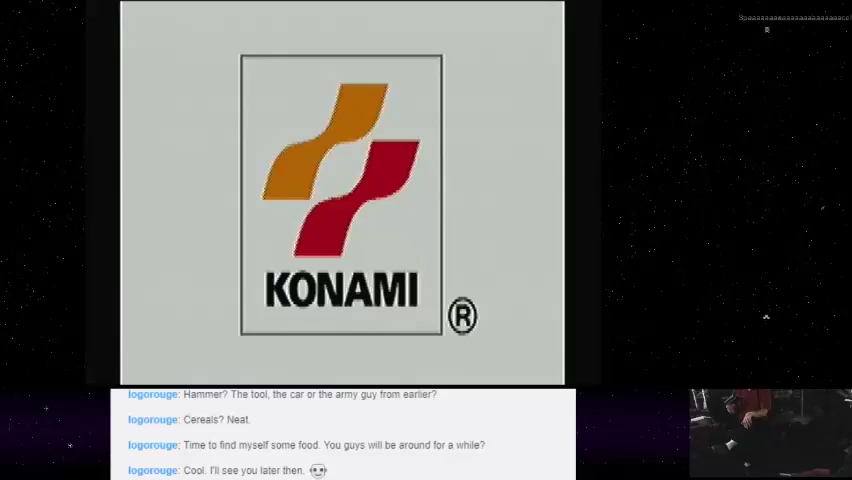 KONAMI
®
logorouge: Hammer? The tool, the car or the army guy from earlier?
logorouge: Cereals? Neat.
logorouge: Time to find myself some food. You guys will be around for a while?
logorouge: Cool. I'll see you later then.